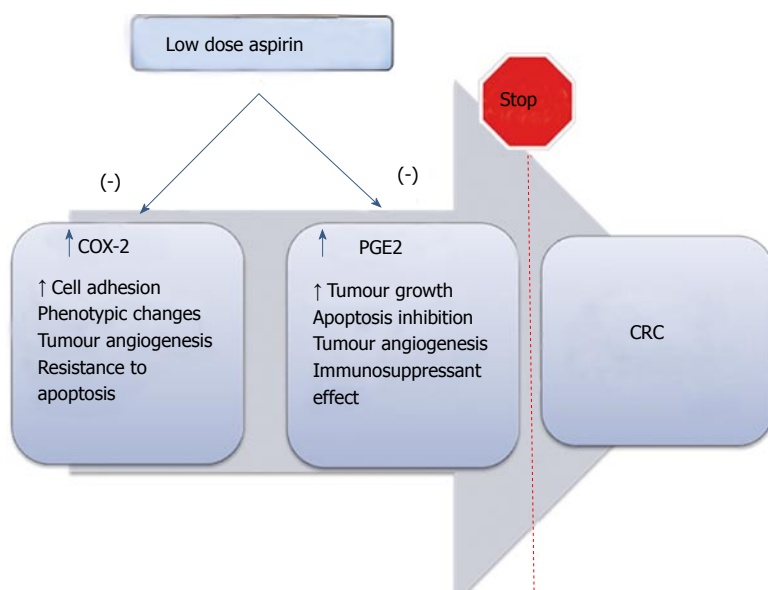 Low dose aspirin
Stop
(-)
(-)
↑ COX-2
↑ Cell adhesion
Phenotypic changes
Tumour angiogenesis
Resistance to
apoptosis
↑ PGE2
↑ Tumour growth
Apoptosis inhibition
Tumour angiogenesis
Immunosuppressant
effect
CRC